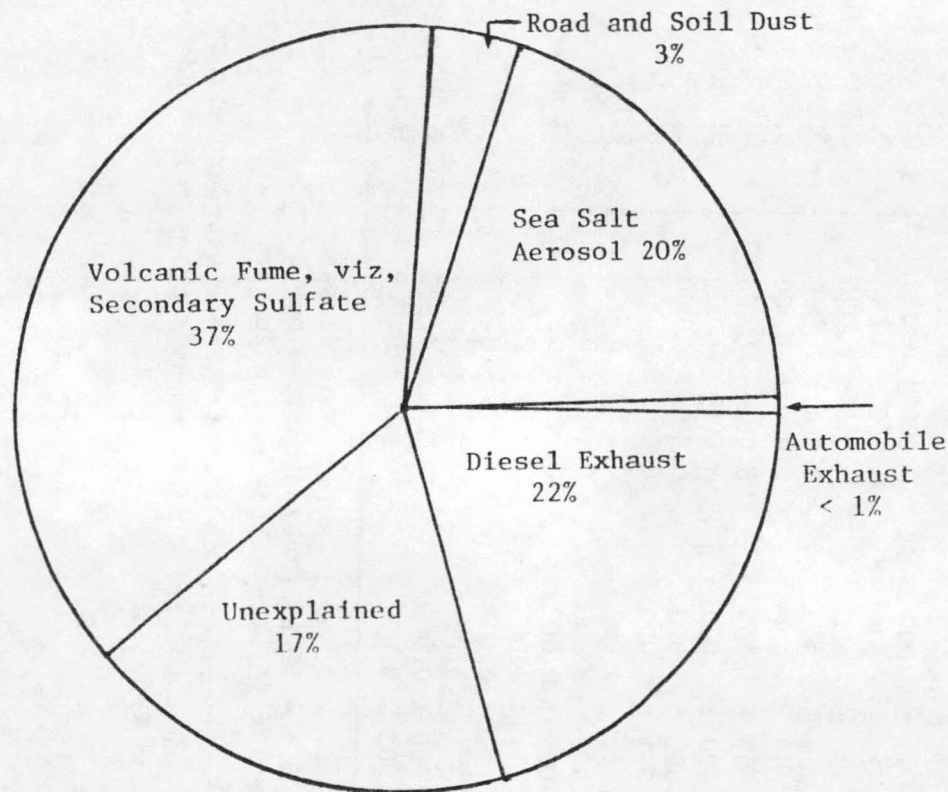 Road and Soil Dust
3%
Sea Salt
Aerosol 20%
Volcanic Fume, viz,
Secondary Sulfate
37%
Automobile
Exhaust
< 1%
Diesel Exhaust
22%
Unexplained
17%